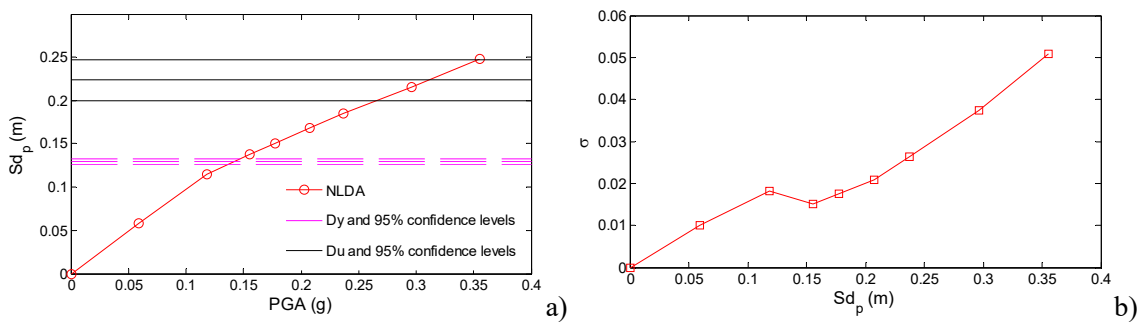 0.25
0.2
0.15
0.1
0.05
0
Sd_p (m)
0 0.05 0.1 0.15 0.2 0.25 0.3 0.35 0.4
PGA (g)
NLDA
Dy and 95% confidence levels
Du and 95% confidence levels
a)
0.06
0.05
0.04
0.03
0.02
0.01
0
σ
0 0.05 0.1 0.15 0.2 0.25 0.3 0.35 0.4
Sd_p (m)
b)